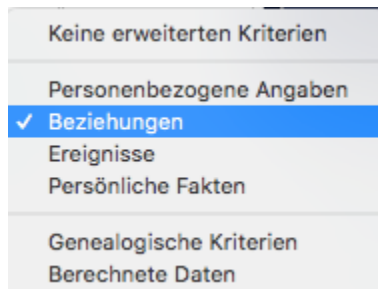 Keine erweiterten Kriterien
Personenbezogene Angaben
✓ Beziehungen
Ereignisse
Persönliche Fakten
Genealogische Kriterien
Berechnete Daten